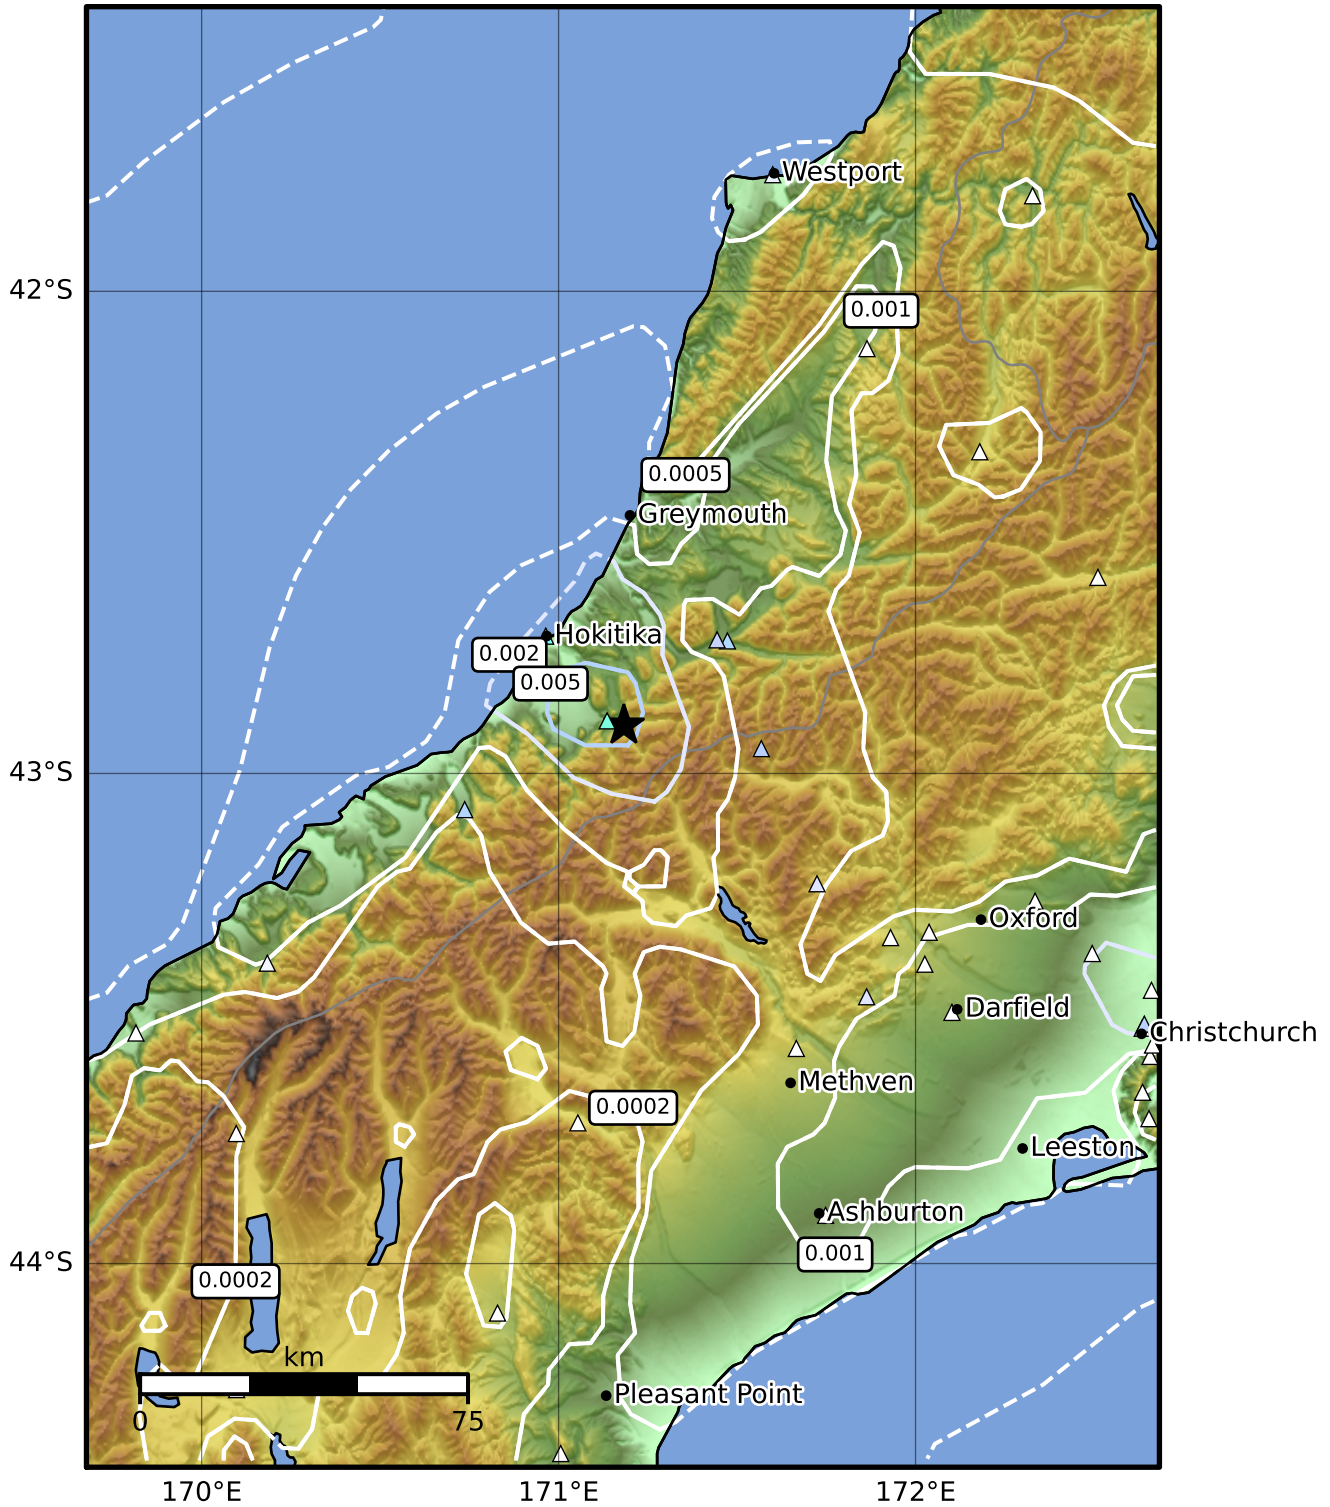 Westport
42°S
0.001
0.0005
Greymouth
Hokitika
0.002
0.005
43°S
Oxford
Darfield
Christchurch
Methven
0.0002
Leeston
Ashburton
0.001
44°S
0.0002
km
0
75
Pleasant Point
170°E
171°E
172°E